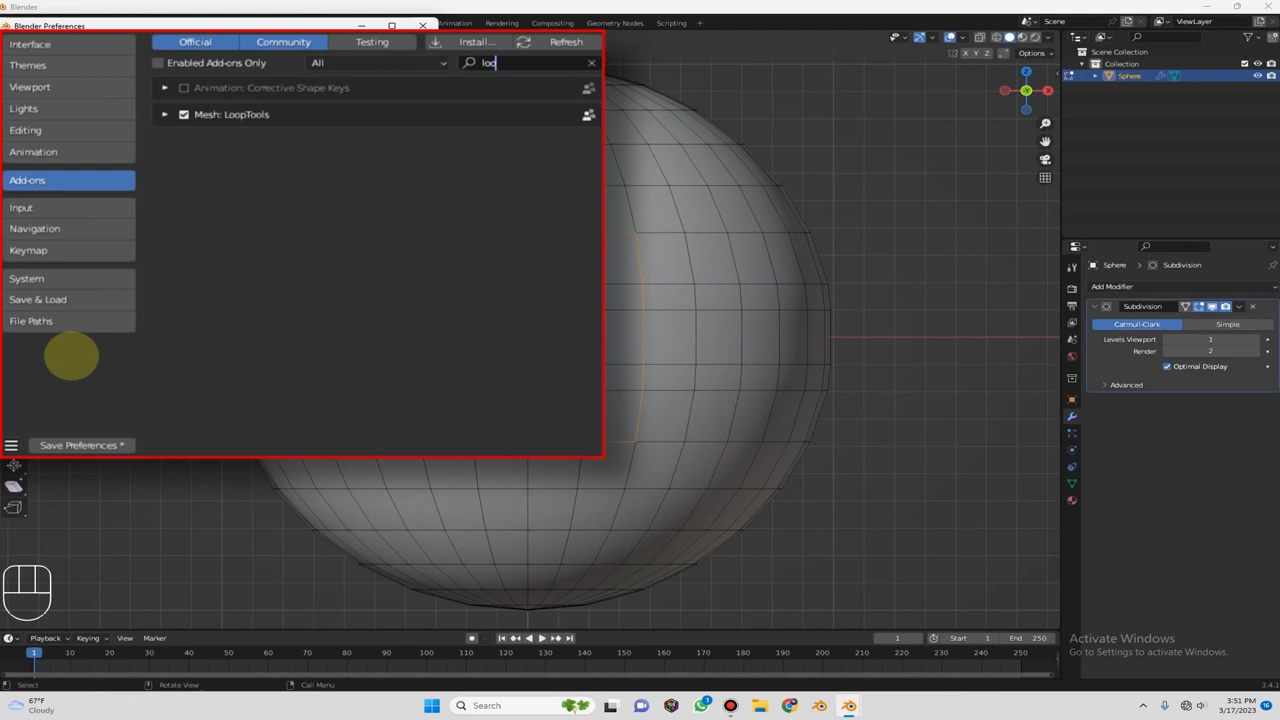 Blender
Blender Preferences
Animation Rendering Compositing Geometry Nodes Scripting
Scene ViewLayer
Interface
Themes
Viewport
Lights
Editing
Animation
Add-ons
Input
Navigation
Keymap
System
Save & Load
File Paths
Save Preferences *
Official Community Testing Install... Refresh
Enabled Add-ons Only All loo
Animation: Corrective Shape Keys
Mesh: LoopTools
X Y Z Options
Z
X
Y
Scene Collection
Collection
Sphere
Sphere Subdivision
Add Modifier
Subdivision
Catmull-Clark Simple
Levels Viewport 1
Render 2
Optimal Display
Advanced
Playback Keying View Marker 1 Start 1 End 250
1 10 20 30 40 50 60 70 80 90 100 110 120 130 140 150 160 170 180 190 200 210 220 230 240 250
Activate Windows
Go to Settings to activate Windows.
Select Rotate View Call Menu 3.4.1
67°F
Cloudy
Search
1
3:51 PM
3/17/2023